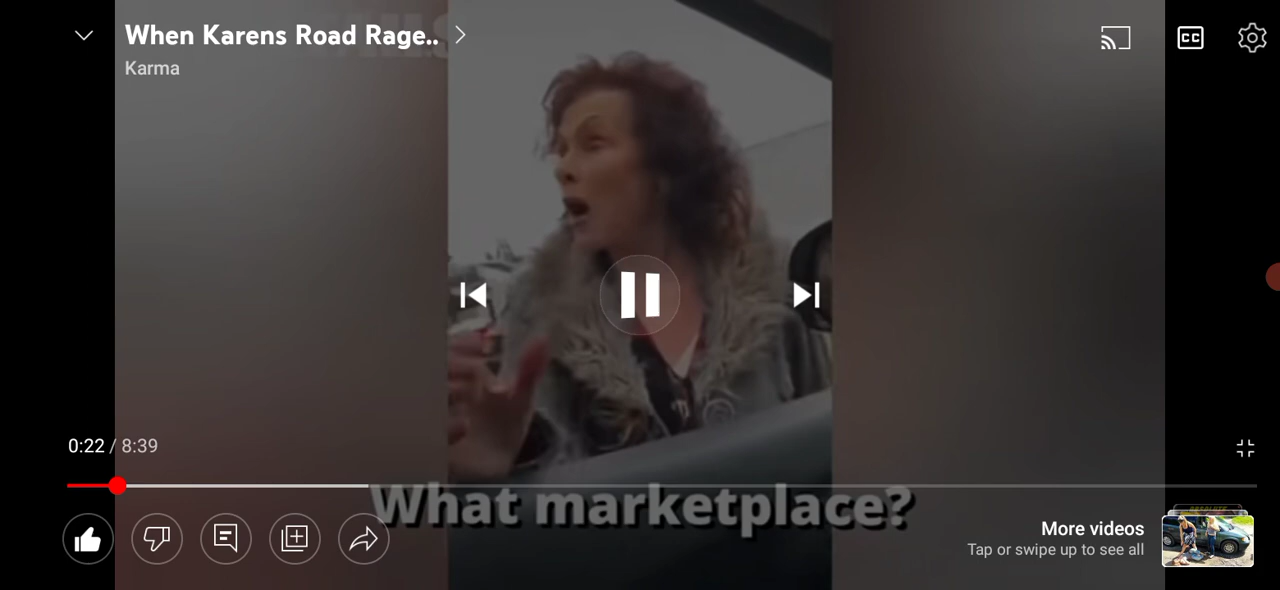 When Karens Road Rage..
Karma
CC
0:22 / 8:39
What marketplace?
More videos
Tap or swipe up to see all